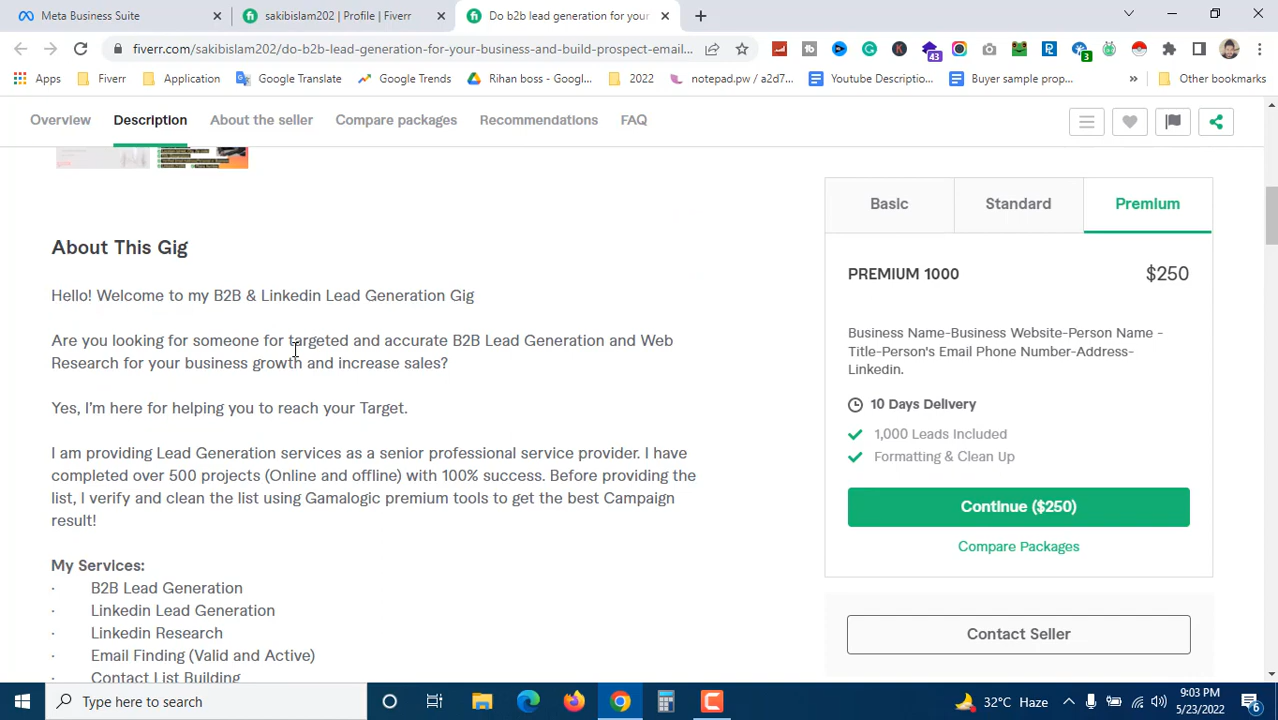 Meta Business Suite
sakibislam202 | Profile | Fiverr
Do b2b lead generation for your
fiverr.com/sakibislam202/do-b2b-lead-generation-for-your-business-and-build-prospect-email...
43
3
Apps
Fiverr
Application
Google Translate
Google Trends
Rihan boss - Googl...
2022
notepad.pw / a2d7...
Youtube Descriptio...
Buyer sample prop...
»
Other bookmarks
Overview
Description
About the seller
Compare packages
Recommendations
FAQ
Basic
Standard
Premium
About This Gig
PREMIUM 1000
$250
Hello! Welcome to my B2B & Linkedin Lead Generation Gig
Are you looking for someone for targeted and accurate B2B Lead Generation and Web
Research for your business growth and increase sales?
Yes, I'm here for helping you to reach your Target.
I am providing Lead Generation services as a senior professional service provider. I have
completed over 500 projects (Online and offline) with 100% success. Before providing the
list, I verify and clean the list using Gamalogic premium tools to get the best Campaign
result!
My Services:
· B2B Lead Generation
· Linkedin Lead Generation
· Linkedin Research
· Email Finding (Valid and Active)
· Contact List Building
Business Name-Business Website-Person Name -
Title-Person's Email Phone Number-Address-
Linkedin.
10 Days Delivery
1,000 Leads Included
Formatting & Clean Up
Continue ($250)
Compare Packages
Contact Seller
Type here to search
32°C Haze
9:03 PM
5/23/2022
6